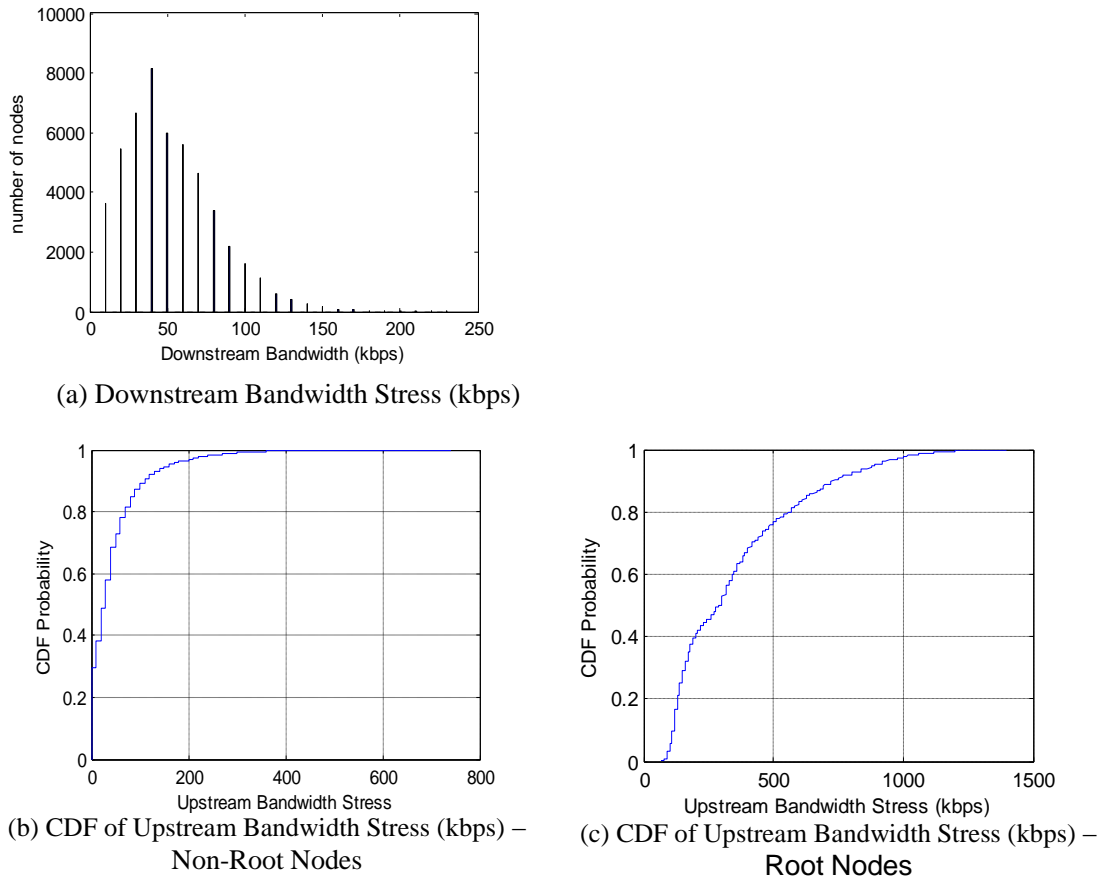 10000
8000
6000
4000
2000
0
number of nodes
0 50 100 150 200 250
Downstream Bandwidth (kbps)
(a) Downstream Bandwidth Stress (kbps)
1
0.8
0.6
0.4
0.2
0
CDF Probability
0 200 400 600 800
Upstream Bandwidth Stress
(b) CDF of Upstream Bandwidth Stress (kbps) –
Non-Root Nodes
1
0.8
0.6
0.4
0.2
0
CDF Probability
0 500 1000 1500
Upstream Bandwidth Stress (kbps)
(c) CDF of Upstream Bandwidth Stress (kbps) –
Root Nodes